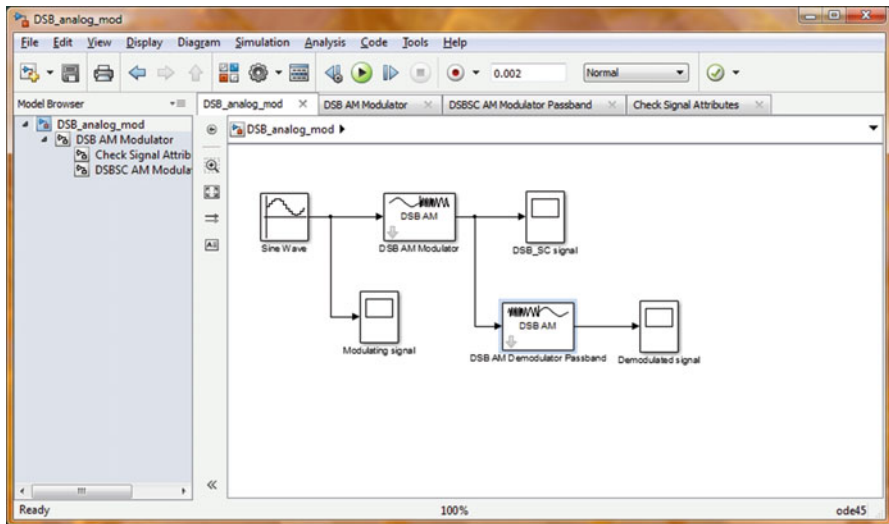 DSB_analog_mod
File Edit View Display Diagram Simulation Analysis Code Tools Help
0.002 Normal
Model Browser
DSB_analog_mod
DSB AM Modulator
Check Signal Attrib
DSBSC AM Modula
DSB_analog_mod DSB AM Modulator DSBSC AM Modulator Passband Check Signal Attributes
DSB_analog_mod
Sine Wave
DSB AM
DSB AM Modulator
DSB_SC signal
Modulating signal
DSB AM
DSB AM Demodulator Passband
Demodulated signal
Ready 100% ode45